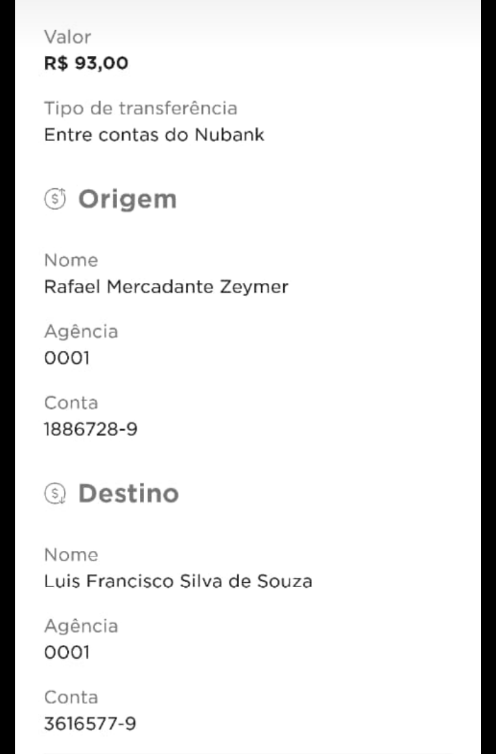 Valor
R$ 93,00
Tipo de transferência
Entre contas do Nubank
Origem
Nome
Rafael Mercadante Zeymer
Agência
0001
Conta
1886728-9
Destino
Nome
Luis Francisco Silva de Souza
Agência
0001
Conta
3616577-9